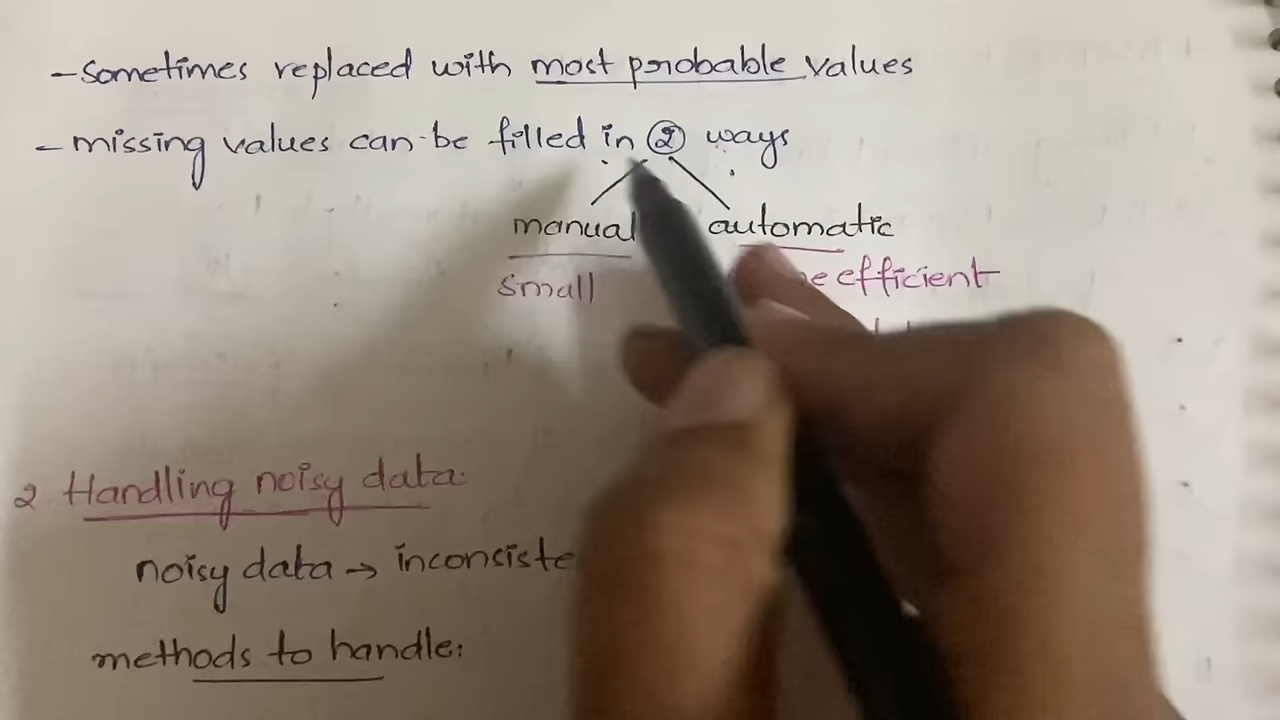 - sometimes replaced with most probable values
- missing values can be filled in 2 ways
manual automatic
small efficient
2 Handling noisy data
noisy data →
methods to handle: